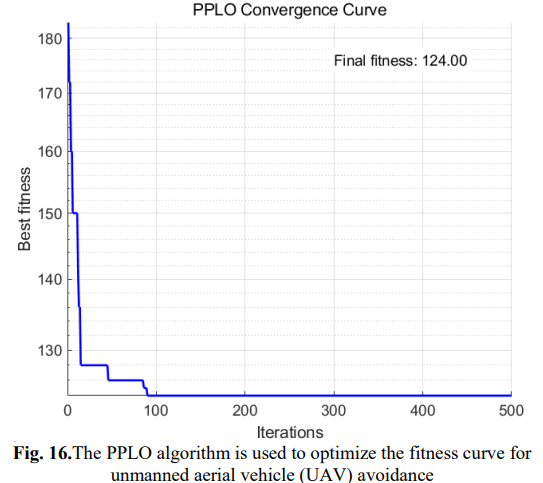 PPLO Convergence Curve
Final fitness: 124.00
180
170
160
150
140
130
Best fitness
0 100 200 300 400 500
Iterations
Fig. 16.The PPLO algorithm is used to optimize the fitness curve for
unmanned aerial vehicle (UAV) avoidance